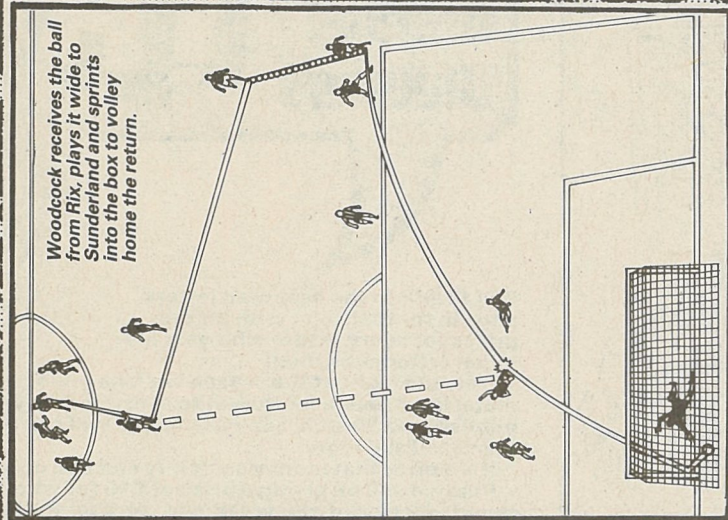 Woodcock receives the ball
from Rix, plays it wide to
Sunderland and sprints
into the box to volley
home the return.